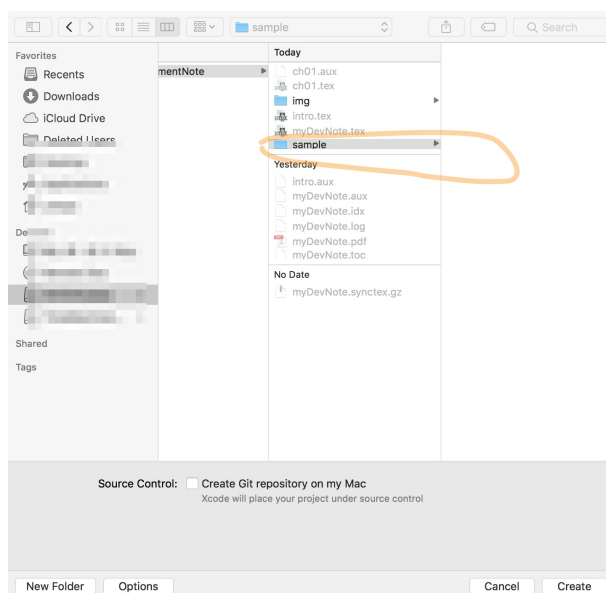 sample
Search
Favorites
Recents
Downloads
iCloud Drive
Deleted Users
De
Shared
Tags
mentNote
Today
ch01.aux
ch01.tex
img
intro.tex
myDevNote.tex
sample
Yesterday
intro.aux
myDevNote.aux
myDevNote.idx
myDevNote.log
myDevNote.pdf
myDevNote.toc
No Date
myDevNote.synctex.gz
Source Control: Create Git repository on my Mac
Xcode will place your project under source control
New Folder Options Cancel Create